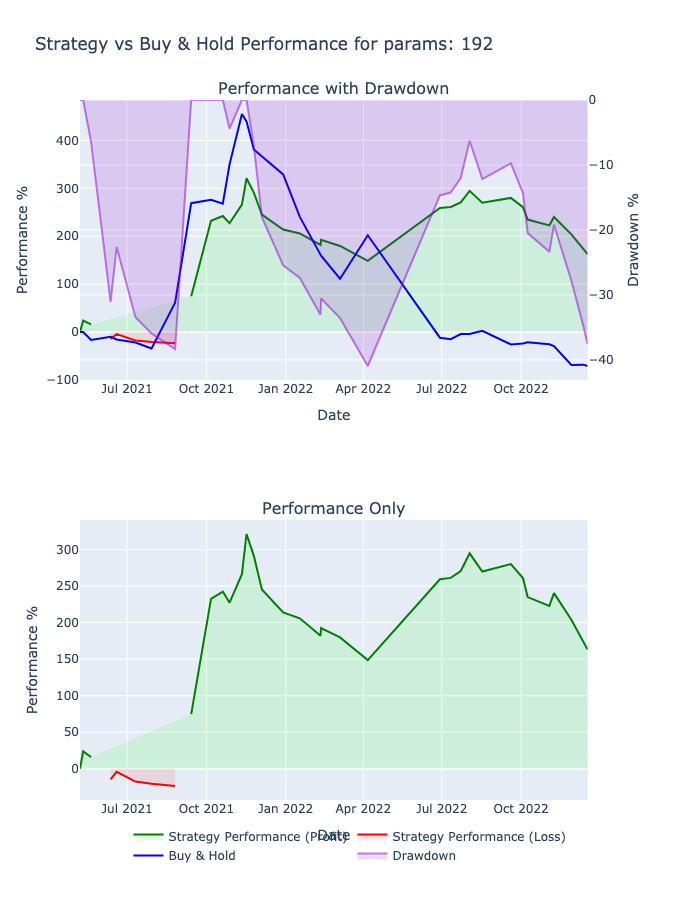 Strategy vs Buy & Hold Performance for params: 192
Performance with Drawdown
400
300
200
100
0
−100
0
−10
−20
−30
−40
Performance %
Drawdown %
Jul 2021 Oct 2021 Jan 2022 Apr 2022 Jul 2022 Oct 2022
Date
Performance Only
300
250
200
150
100
50
0
Performance %
Jul 2021 Oct 2021 Jan 2022 Apr 2022 Jul 2022 Oct 2022
Date
Strategy Performance (Profit) Strategy Performance (Loss)
Buy & Hold Drawdown